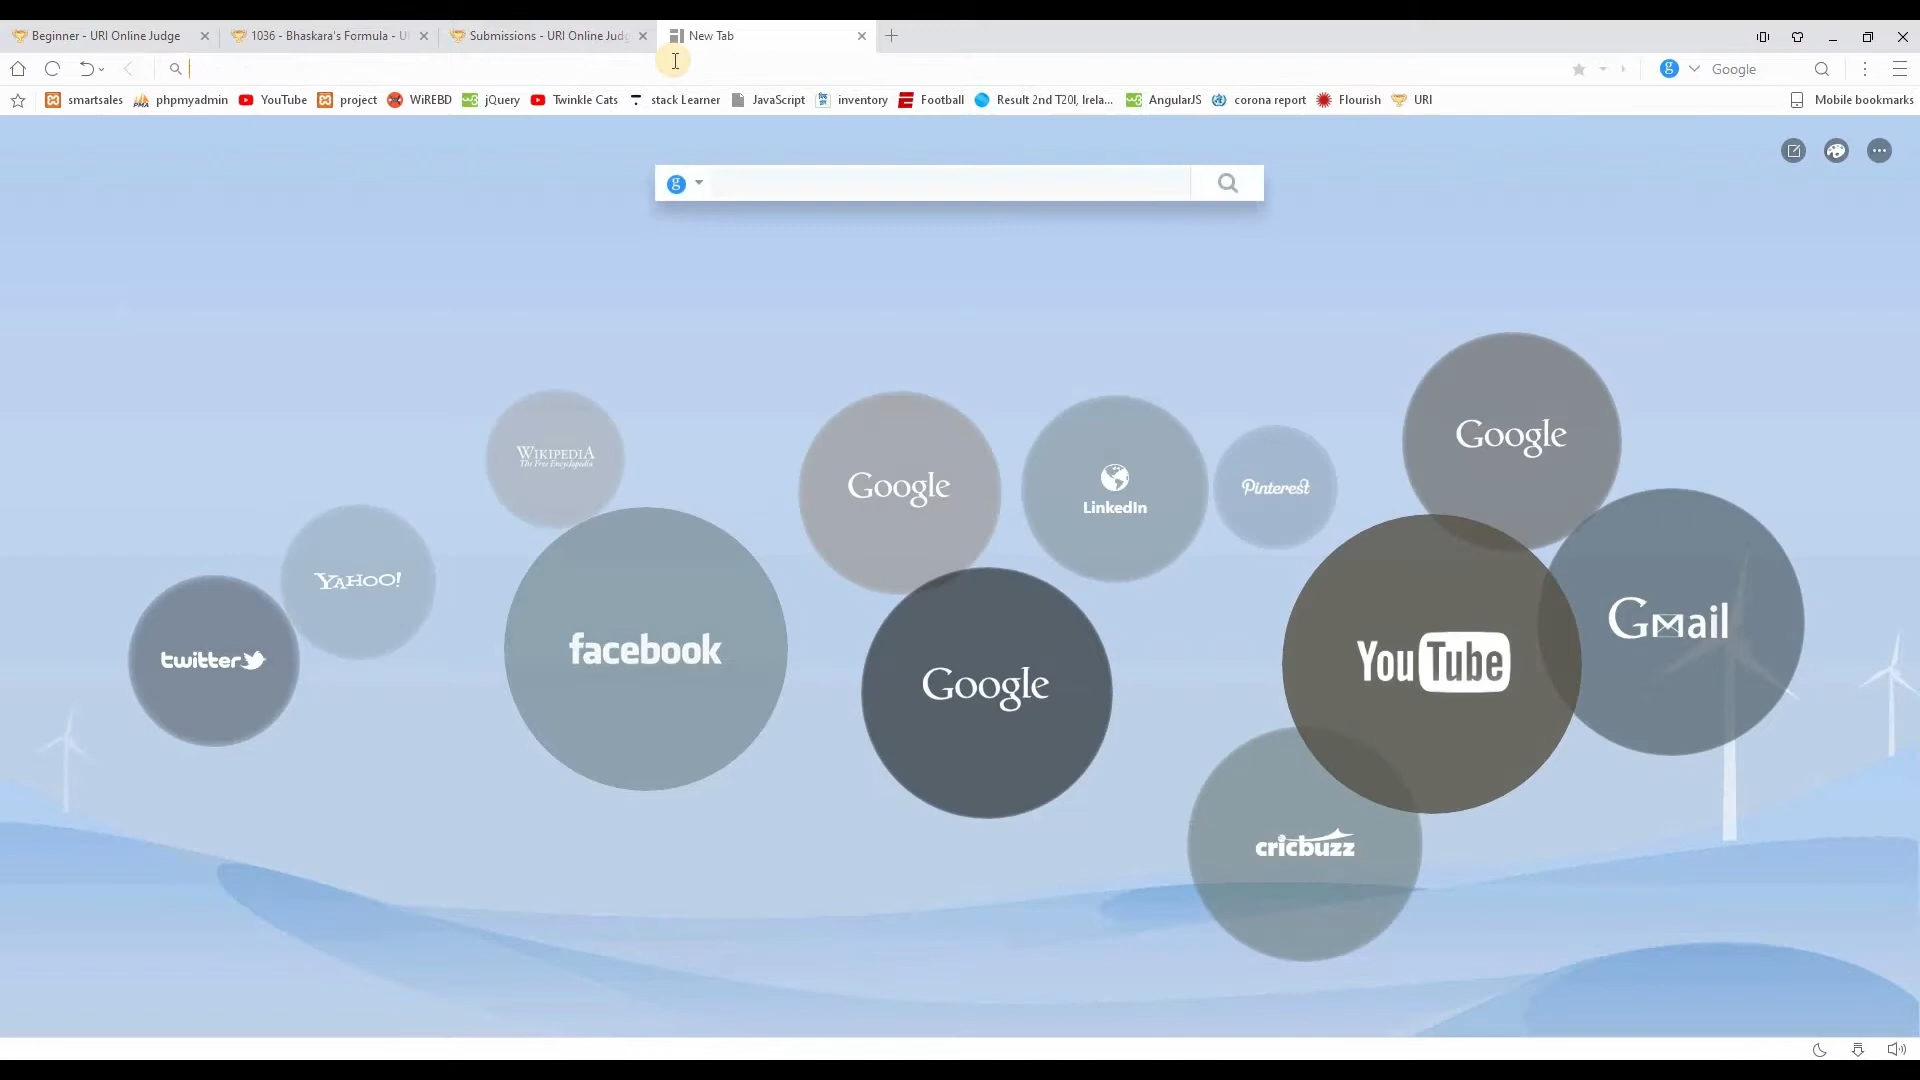 Beginner - URI Online Judge
1036 - Bhaskara's Formula - U
Submissions - URI Online Judg
New Tab
Google
smartsales
phpmyadmin
YouTube
project
WiREBD
jQuery
Twinkle Cats
stack Learner
JavaScript
inventory
Football
Result 2nd T20I, Irela...
AngularJS
corona report
Flourish
URI
Mobile bookmarks
g
Google
WIKIPEDIA
The Free Encyclopedia
Google
LinkedIn
Pinterest
YAHOO!
twitter
facebook
Google
YouTube
Gmail
cricbuzz